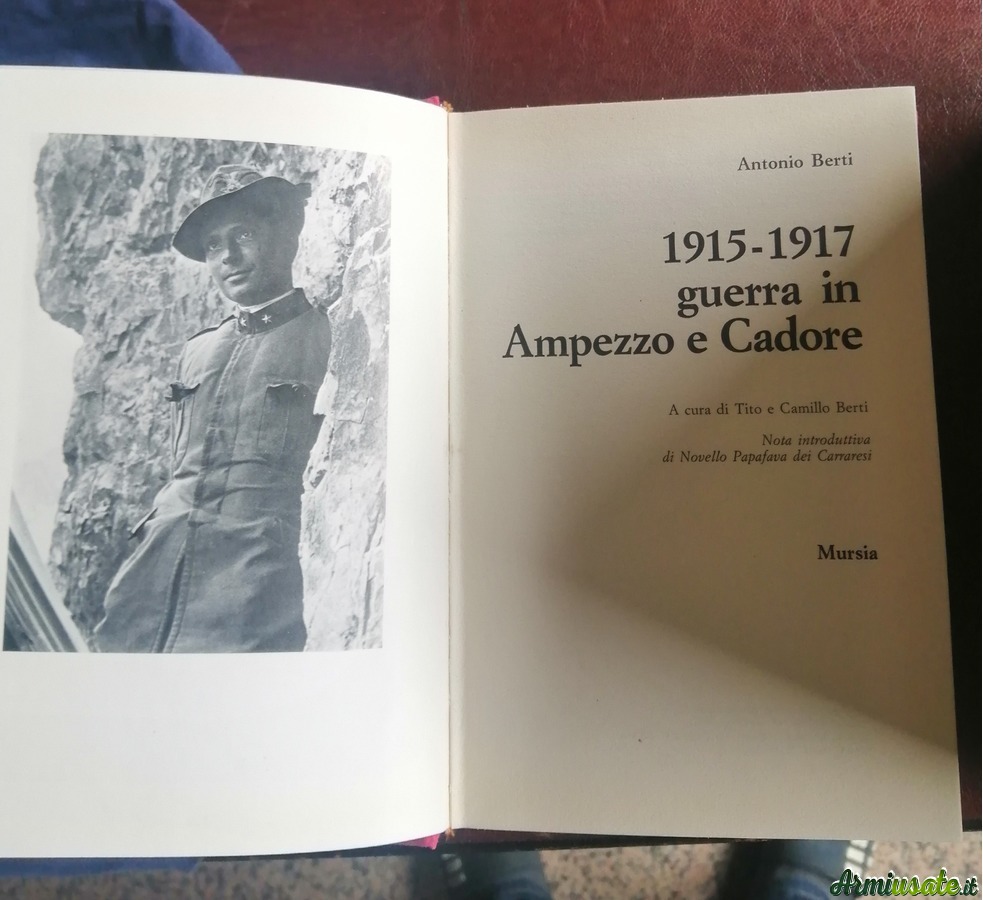 Antonio Berti
1915-1917
guerra in
Ampezzo e Cadore
A cura di Tito e Camillo Berti
Nota introduttiva
di Novello Papafava dei Carraresi
Mursia
Armiusate.it